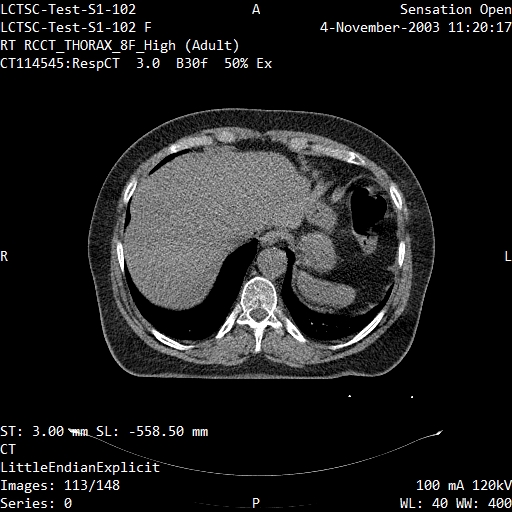 LCTSC-Test-S1-102 A Sensation Open
LCTSC-Test-S1-102 F 4-November-2003 11:20:17
RT RCCT_THORAX_8F_High (Adult)
CT114545:RespCT 3.0 B30f 50% Ex
R L
ST: 3.00 mm SL: -558.50 mm
CT
LittleEndianExplicit
Images: 113/148 100 mA 120kV
Series: 0 P WL: 40 WW: 400